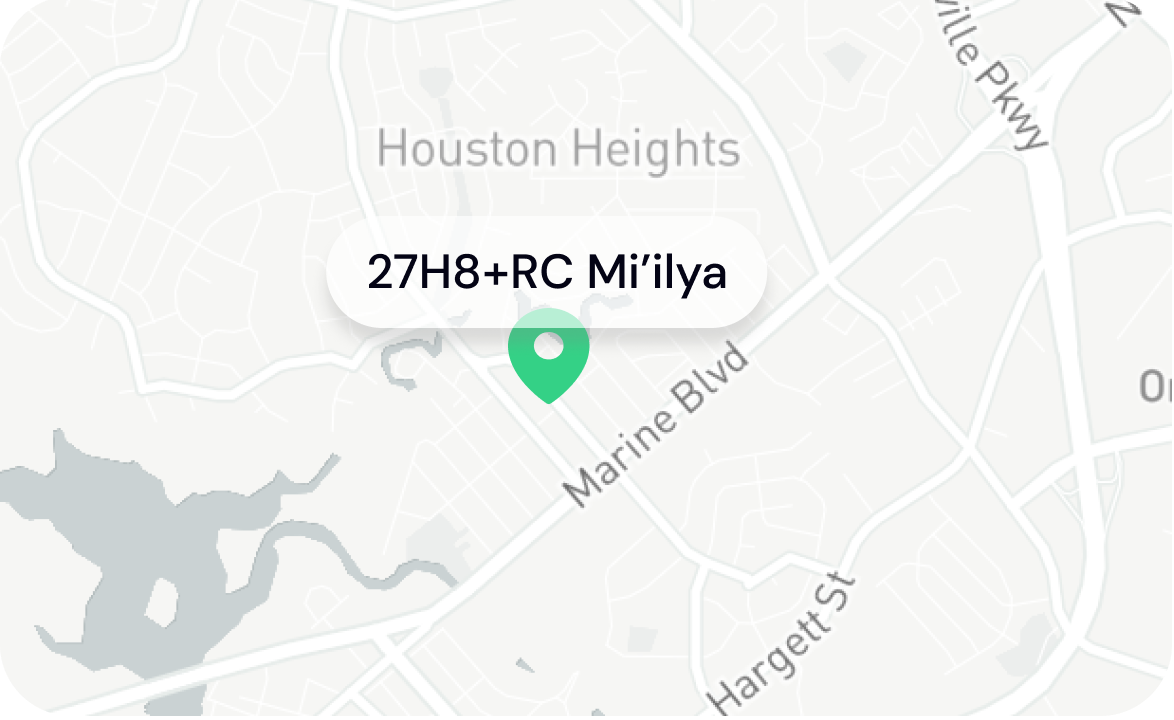 ville Pkwy
N
Houston Heights
27H8+RC Mi’ilya
Marine Blvd
Hargett St